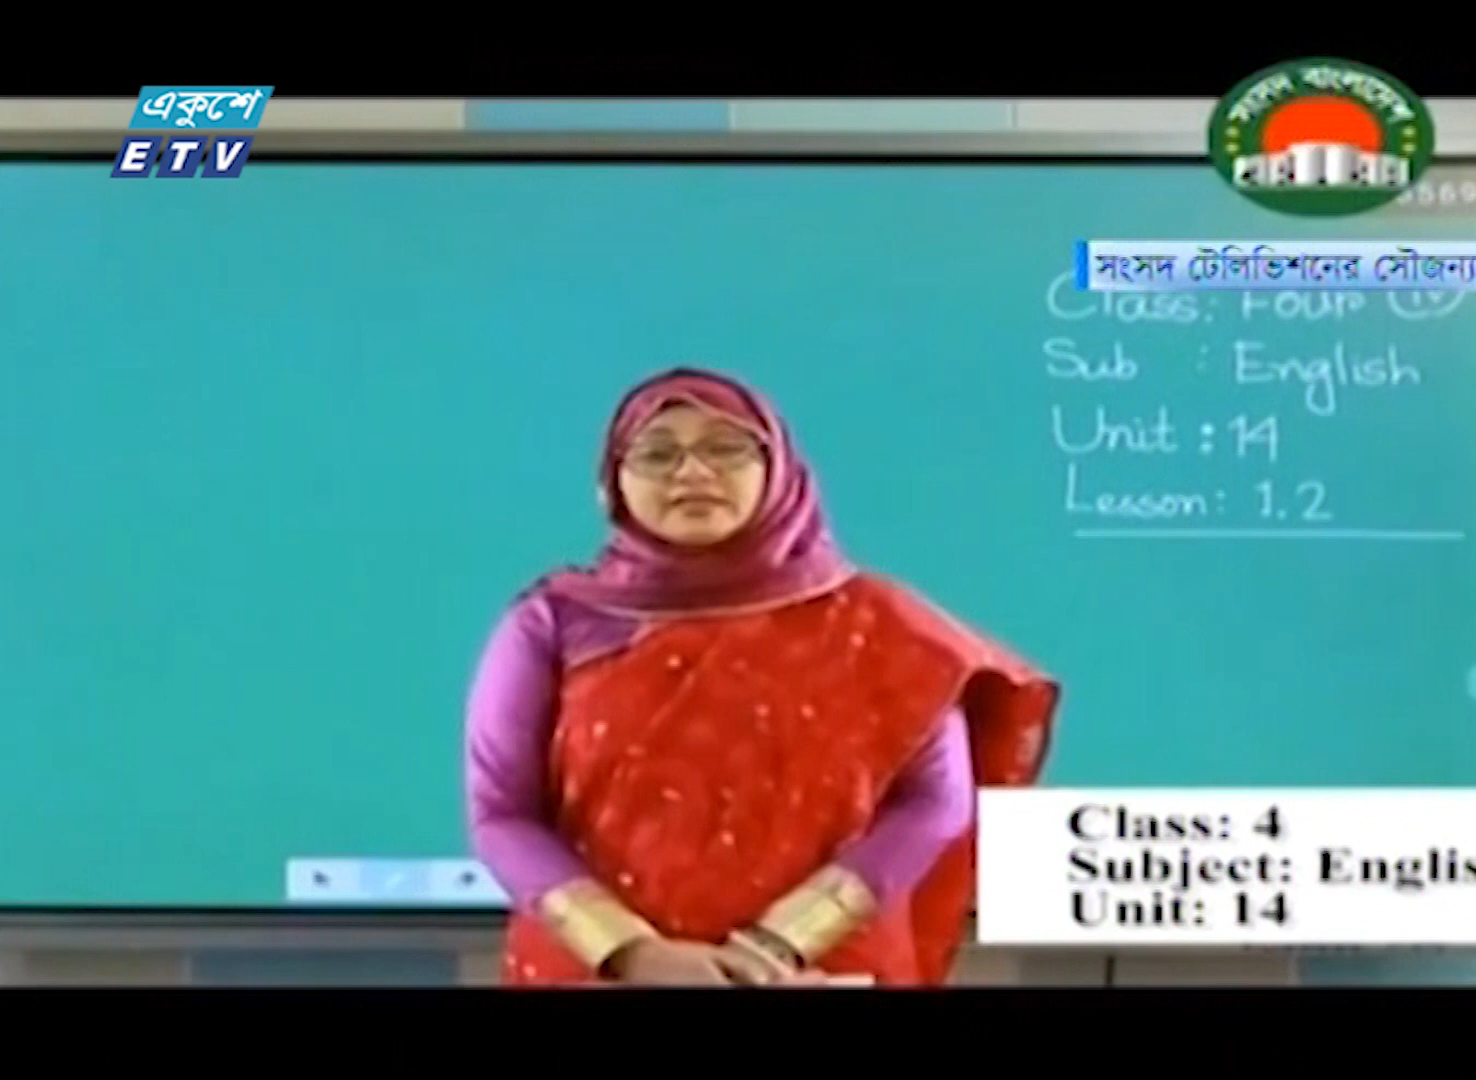 একুশে
ETV
সংসদ বাংলাদেশ
সংসদ টেলিভিশনের সৌজন্য
Class: Four
Sub : English
Unit : 14
Lesson: 1.2
Class: 4
Subject: Englis
Unit: 14